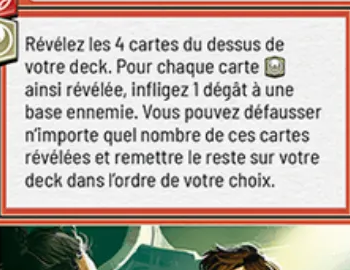 Révélez les 4 cartes du dessus de
votre deck. Pour chaque carte
ainsi révélée, infligez 1 dégât à une
base ennemie. Vous pouvez défausser
n'importe quel nombre de ces cartes
révélées et remettre le reste sur votre
deck dans l'ordre de votre choix.